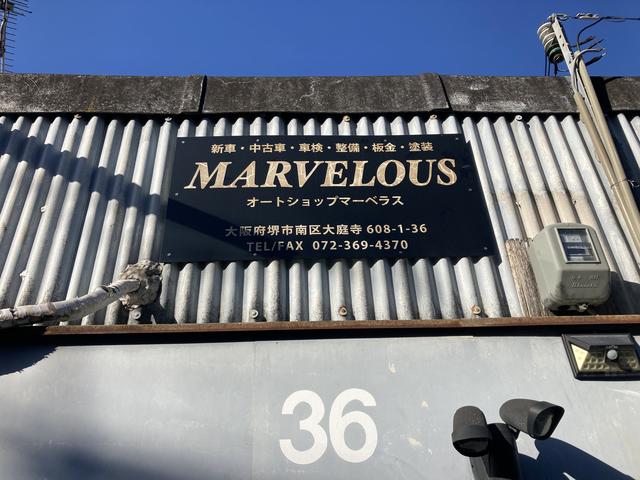 新車・中古車・車検・整備・板金・塗装
MARVELOUS
オートショップマーベラス
大阪府堺市南区大庭寺 608-1-36
TEL/FAX 072-369-4370
36